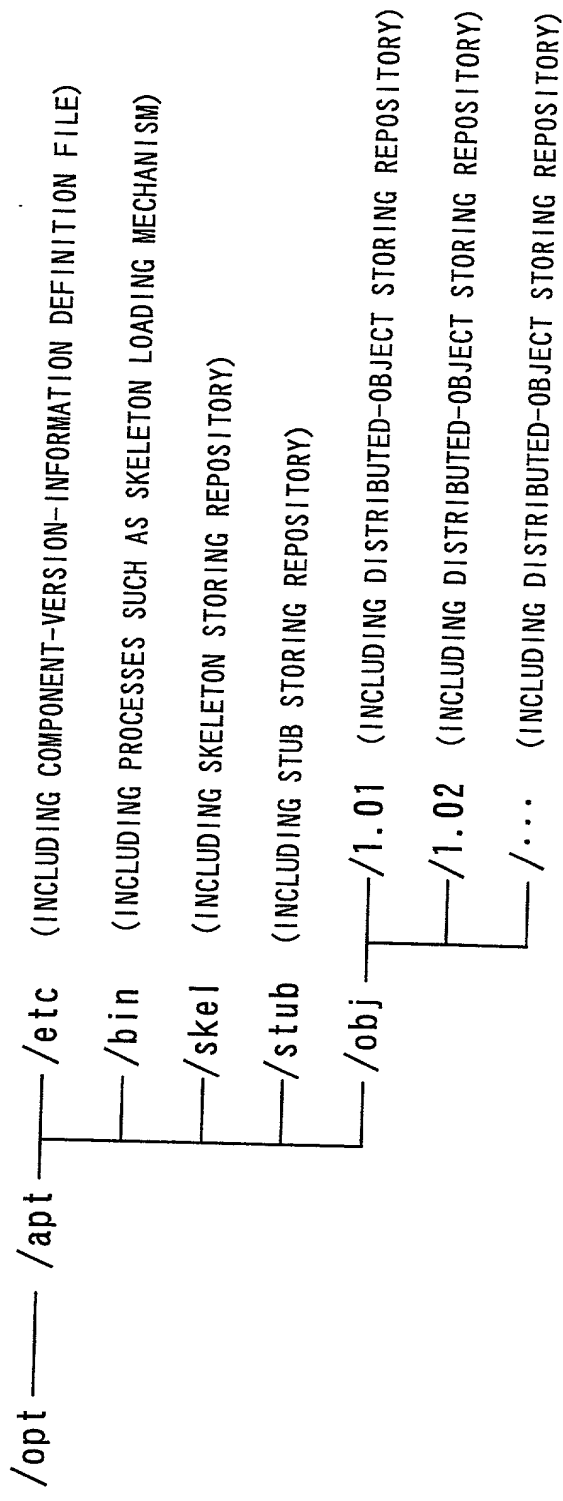 /opt /apt /etc (INCLUDING COMPONENT-VERSION-INFORMATION DEFINITION FILE)
/bin (INCLUDING PROCESSES SUCH AS SKELETON LOADING MECHANISM)
/skel (INCLUDING SKELETON STORING REPOSITORY)
/stub (INCLUDING STUB STORING REPOSITORY)
/obj /1.01 (INCLUDING DISTRIBUTED-OBJECT STORING REPOSITORY)
/1.02 (INCLUDING DISTRIBUTED-OBJECT STORING REPOSITORY)
/... (INCLUDING DISTRIBUTED-OBJECT STORING REPOSITORY)